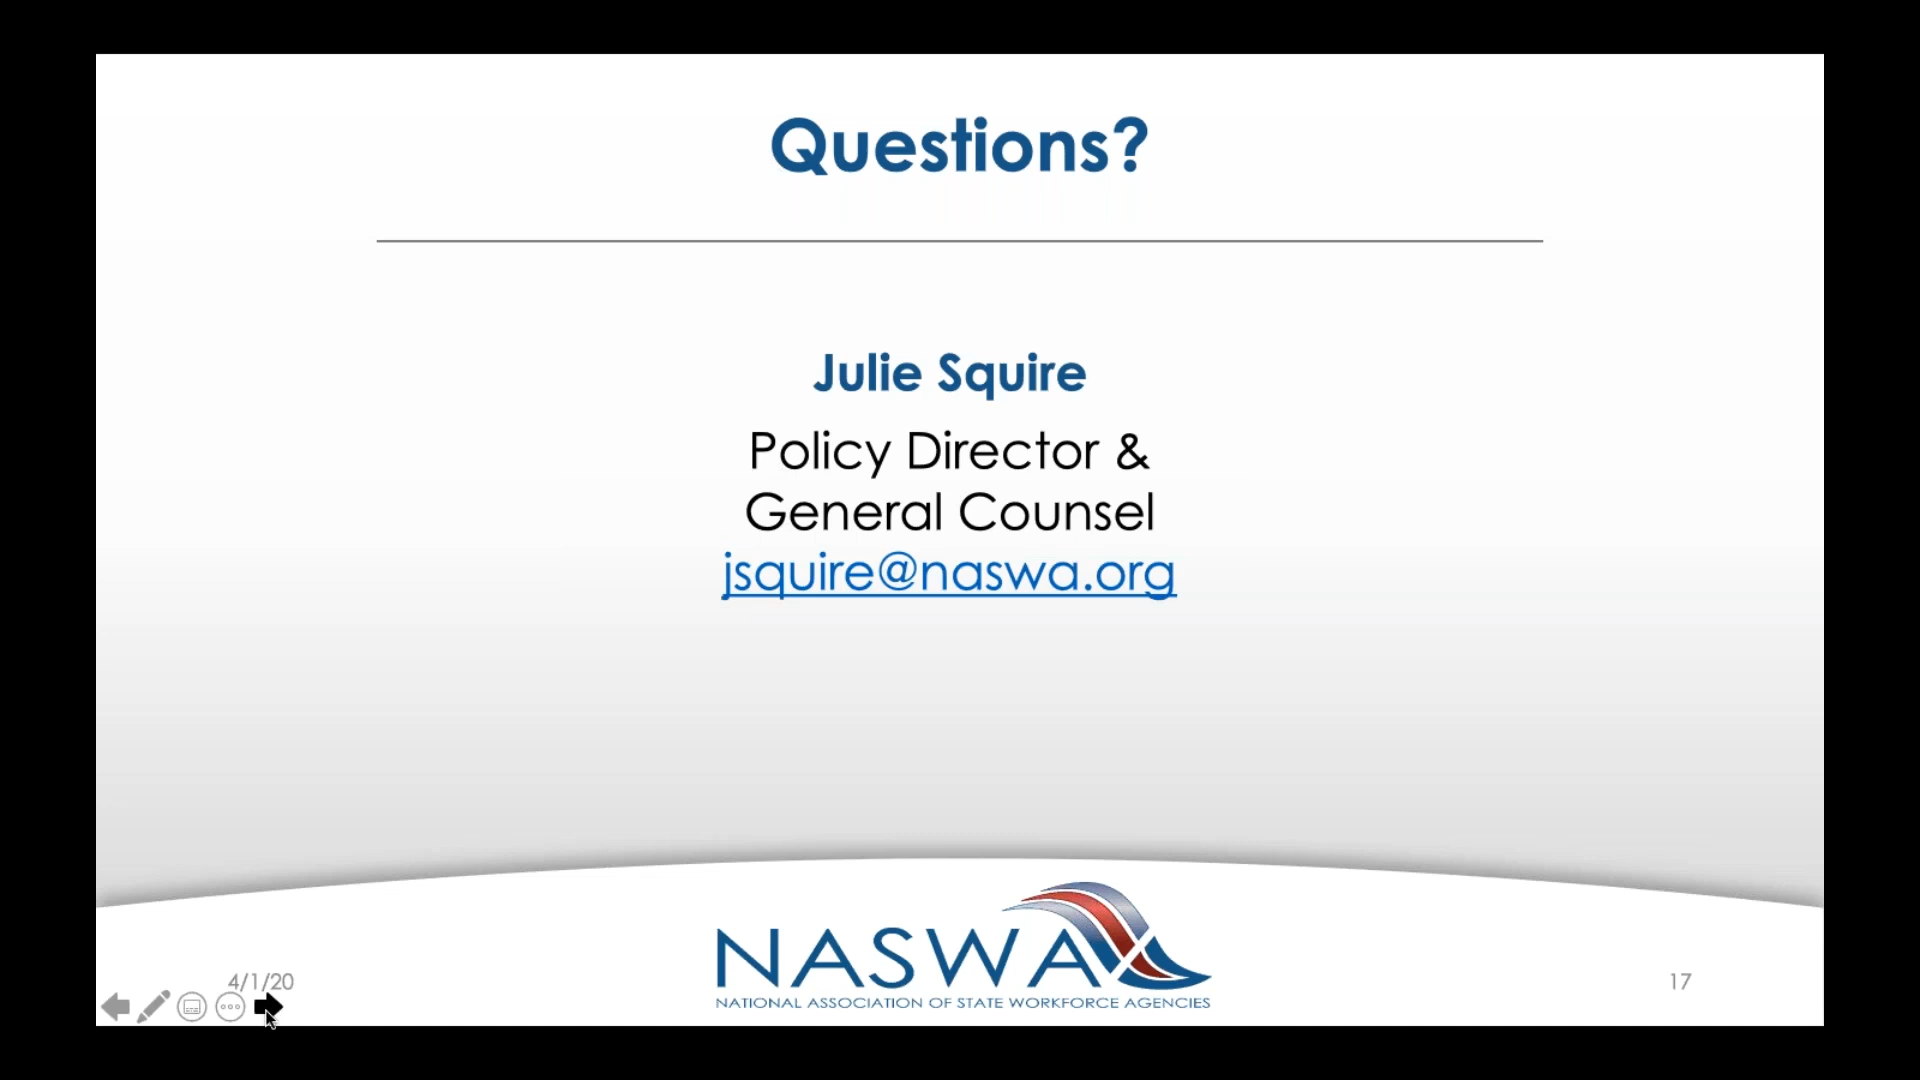 Questions?
Julie Squire
Policy Director &
General Counsel
jsquire@naswa.org
NASWA
NATIONAL ASSOCIATION OF STATE WORKFORCE AGENCIES
4/1/20
17